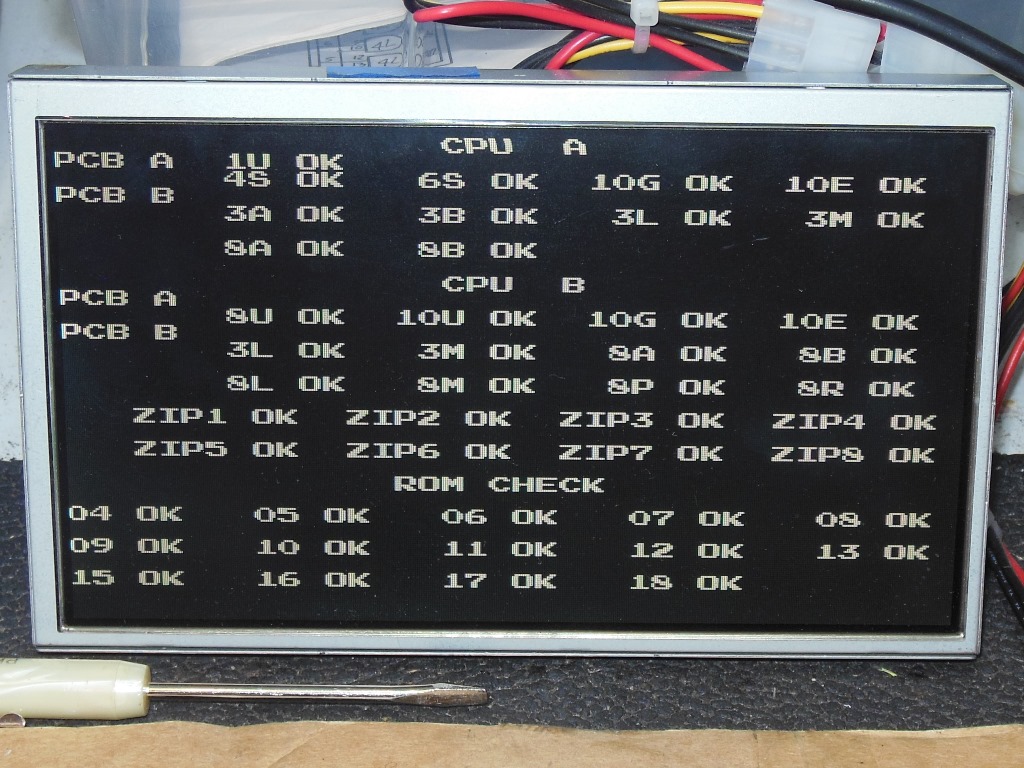 CPU A
PCB A 1U OK
4S OK 6S OK 10G OK 10E OK
PCB B
3A OK 3B OK 3L OK 3M OK
8A OK 8B OK
CPU B
PCB A
8U OK 10U OK 10G OK 10E OK
PCB B
3L OK 3M OK 8A OK 8B OK
8L OK 8M OK 8P OK 8R OK
ZIP1 OK ZIP2 OK ZIP3 OK ZIP4 OK
ZIP5 OK ZIP6 OK ZIP7 OK ZIP8 OK
ROM CHECK
04 OK 05 OK 06 OK 07 OK 08 OK
09 OK 10 OK 11 OK 12 OK 13 OK
15 OK 16 OK 17 OK 18 OK